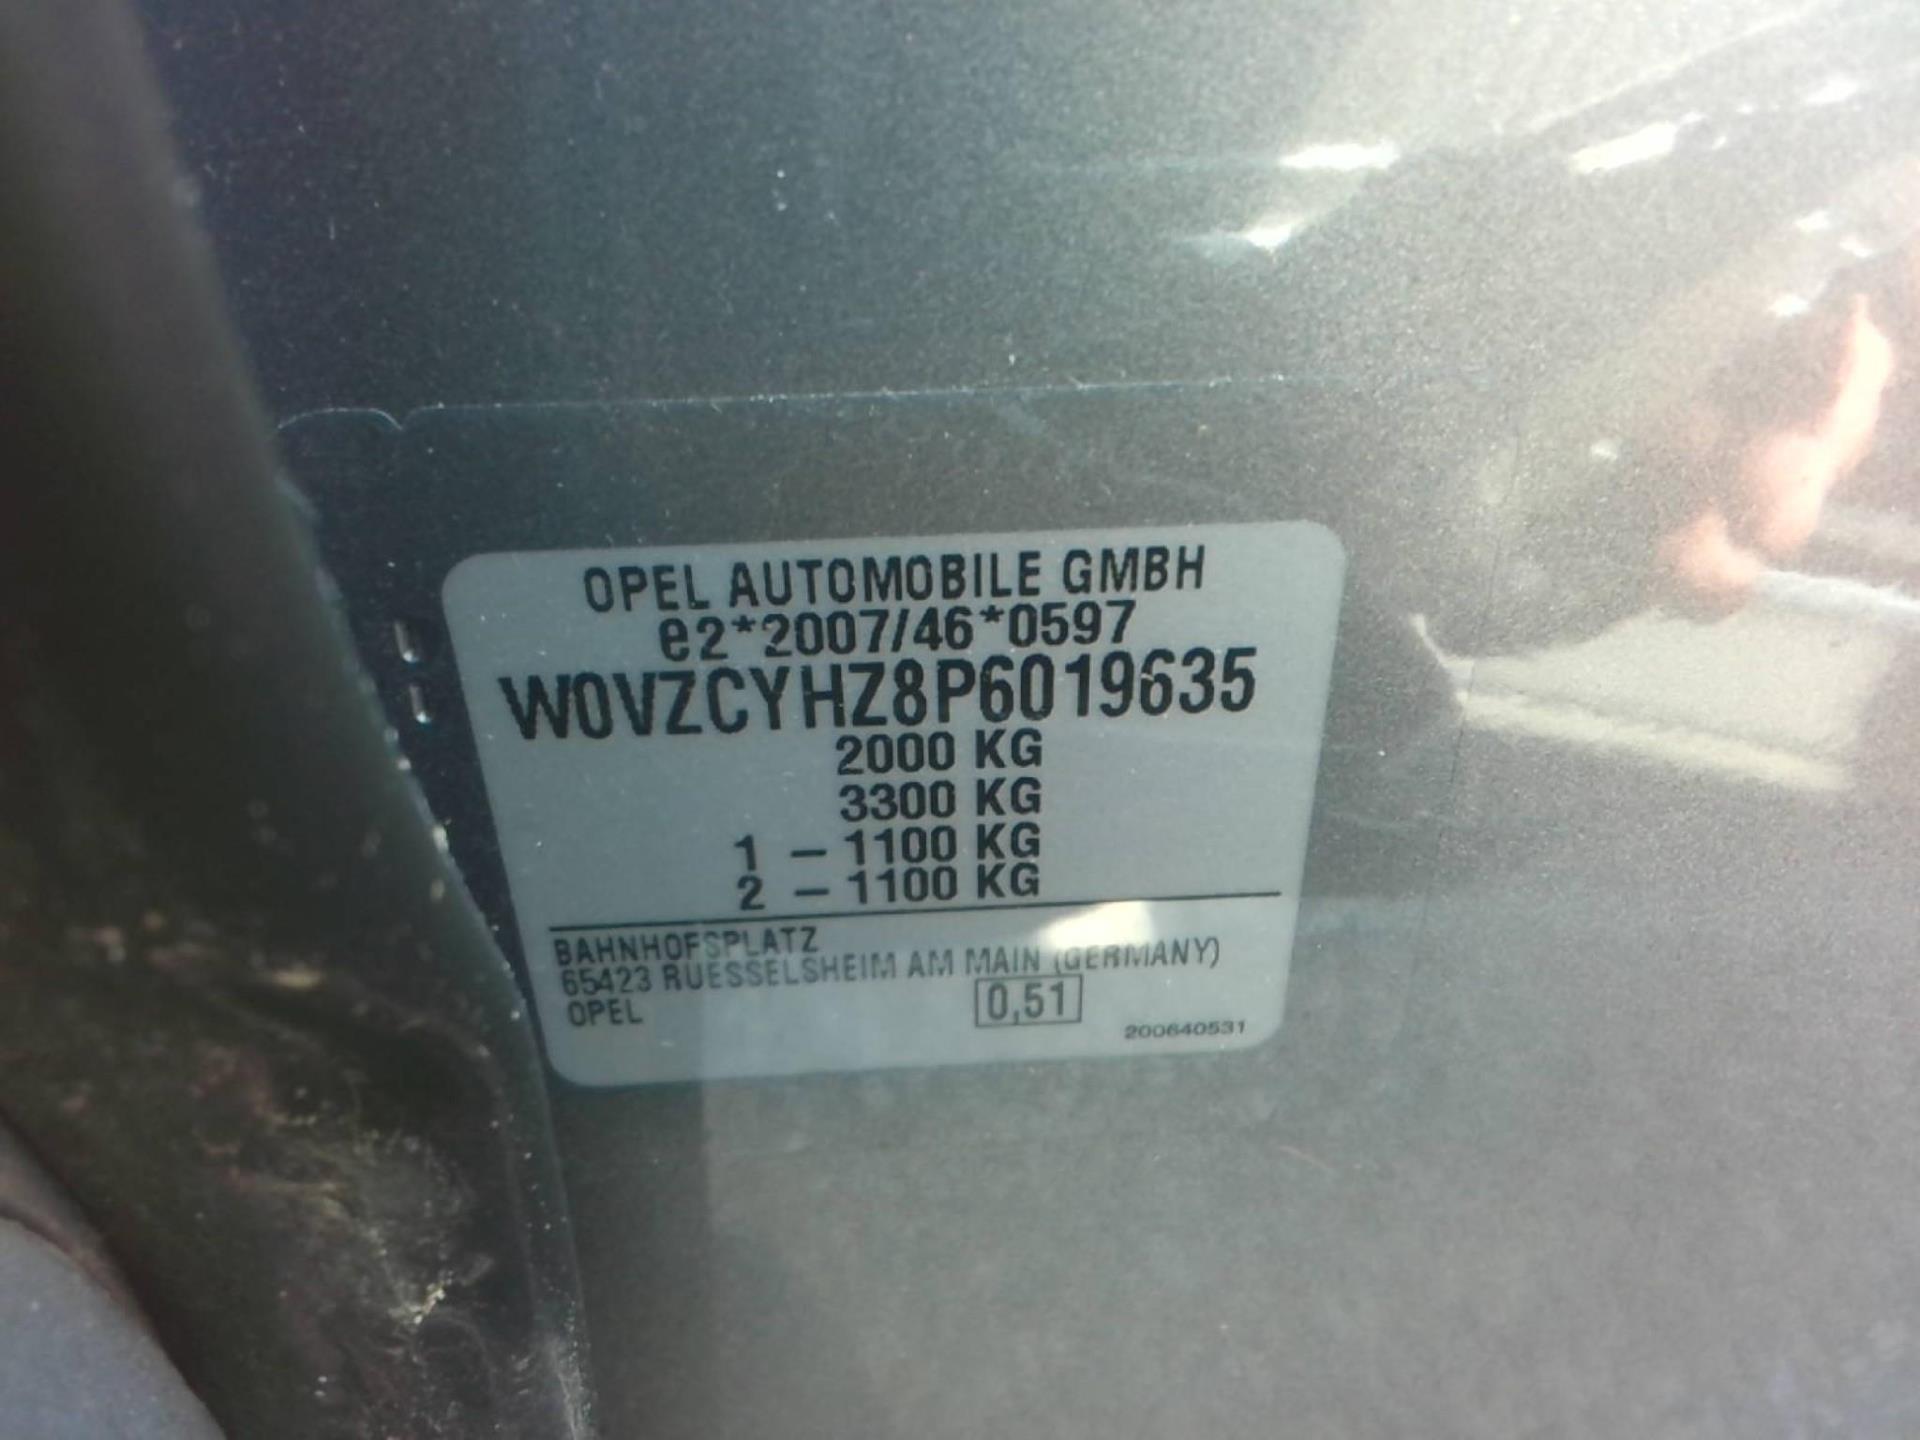 OPEL AUTOMOBILE GMBH
e2*2007/46*0597
W0VZCYHZ8P6019635
2000 KG
3300 KG
1 – 1100 KG
2 – 1100 KG
BAHNHOFSPLATZ
65423 RUESSELSHEIM AM MAIN (GERMANY)
OPEL 0,51
200640531